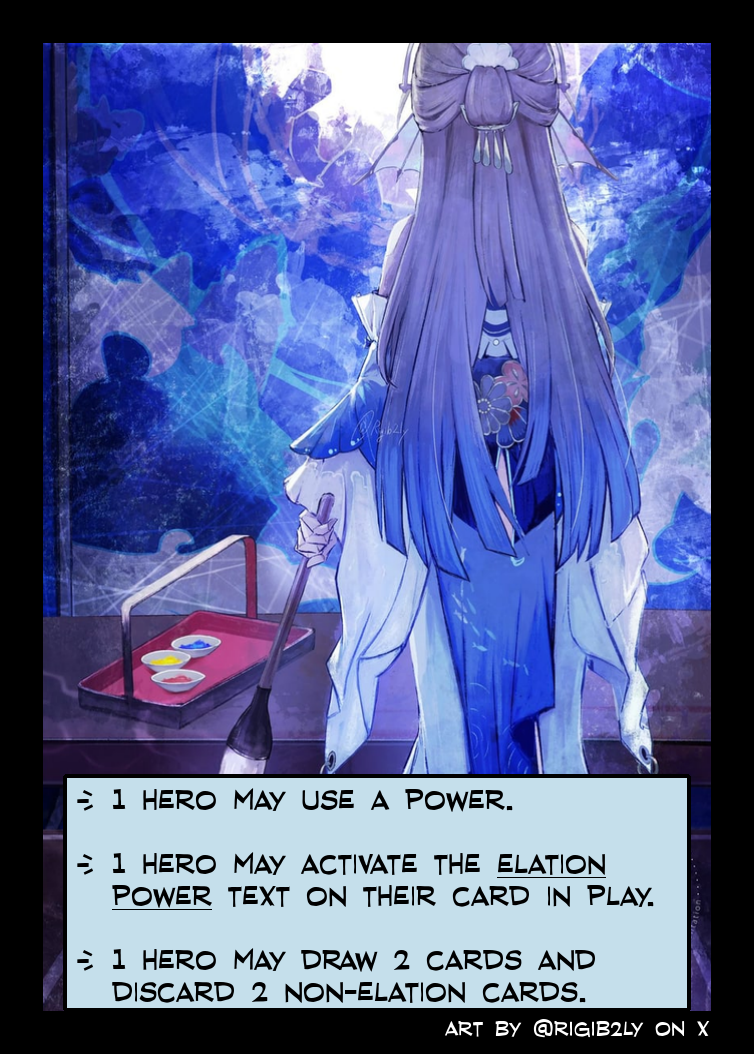 @Rigib2ly
1 HERO MAY USE A POWER.
1 HERO MAY ACTIVATE THE ELATION
POWER TEXT ON THEIR CARD IN PLAY.
1 HERO MAY DRAW 2 CARDS AND
DISCARD 2 NON-ELATION CARDS.
ART BY @RIGIB2LY ON X